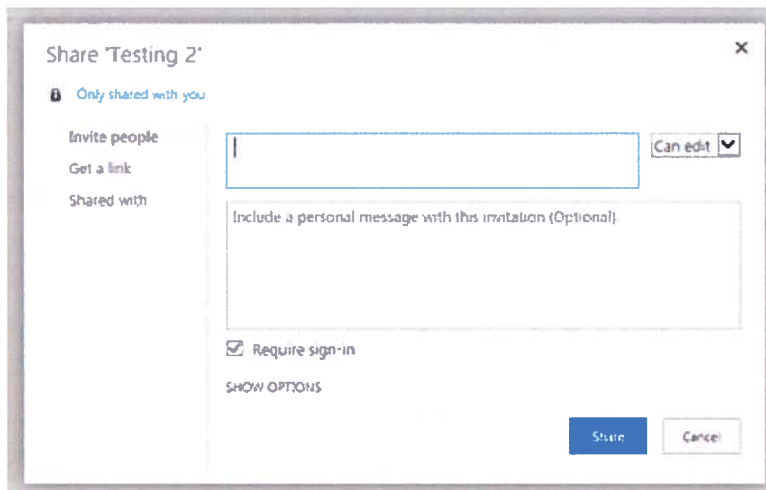 Share 'Testing 2'
Only shared with you
Invite people
Get a link
Shared with
Can edit
Include a personal message with this invitation (Optional)
Require sign-in
SHOW OPTIONS
Share
Cancel